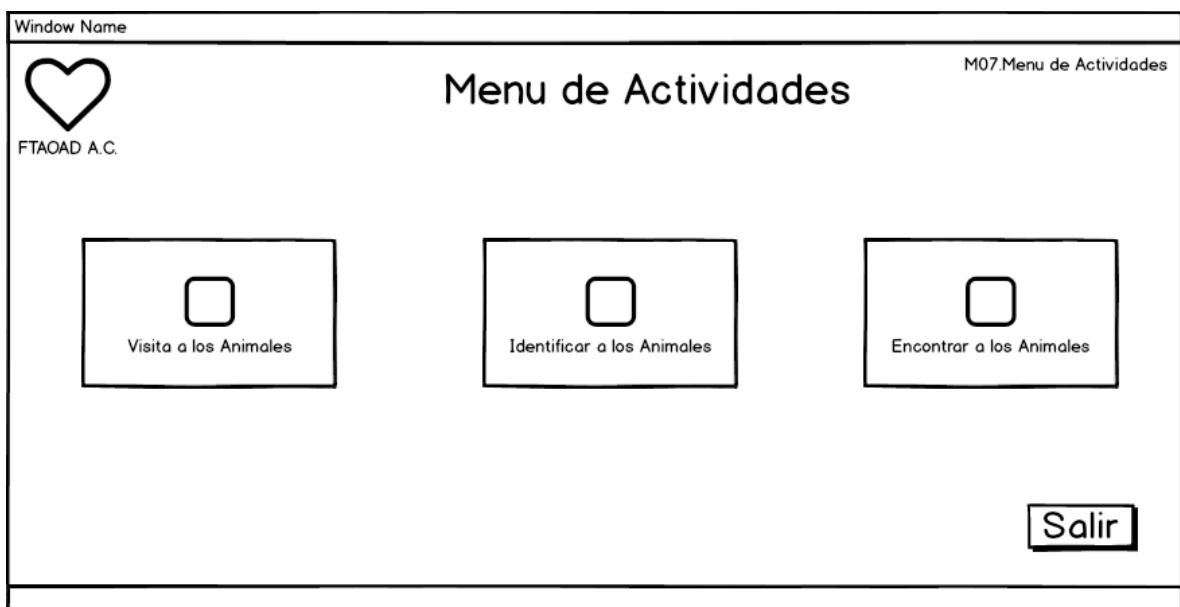 Window Name
M07.Menu de Actividades
Menu de Actividades
FTAOAD A.C.
Visita a los Animales
Identificar a los Animales
Encontrar a los Animales
Salir